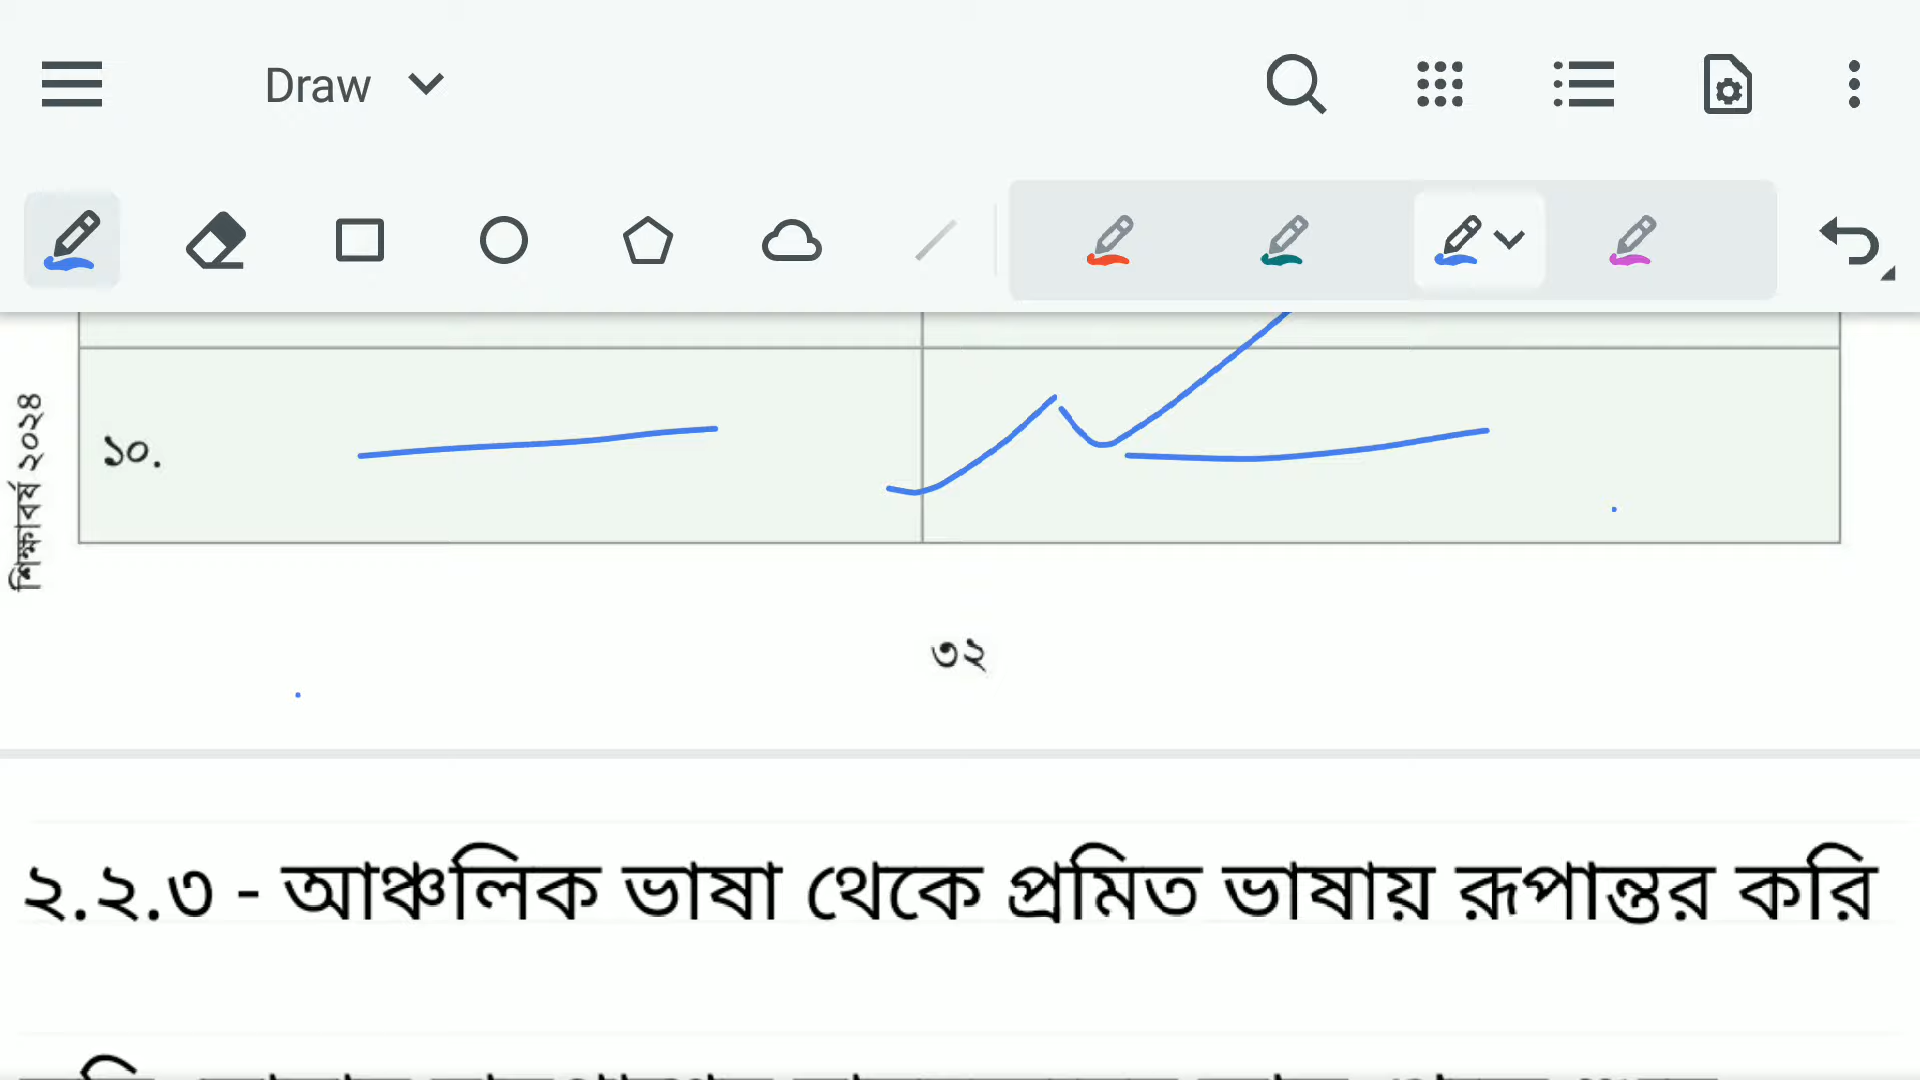 Draw
শিক্ষাবর্ষ ২০২৪
১০.
৩২
২.২.৩ - আঞ্চলিক ভাষা থেকে প্রমিত ভাষায় রূপান্তর করি